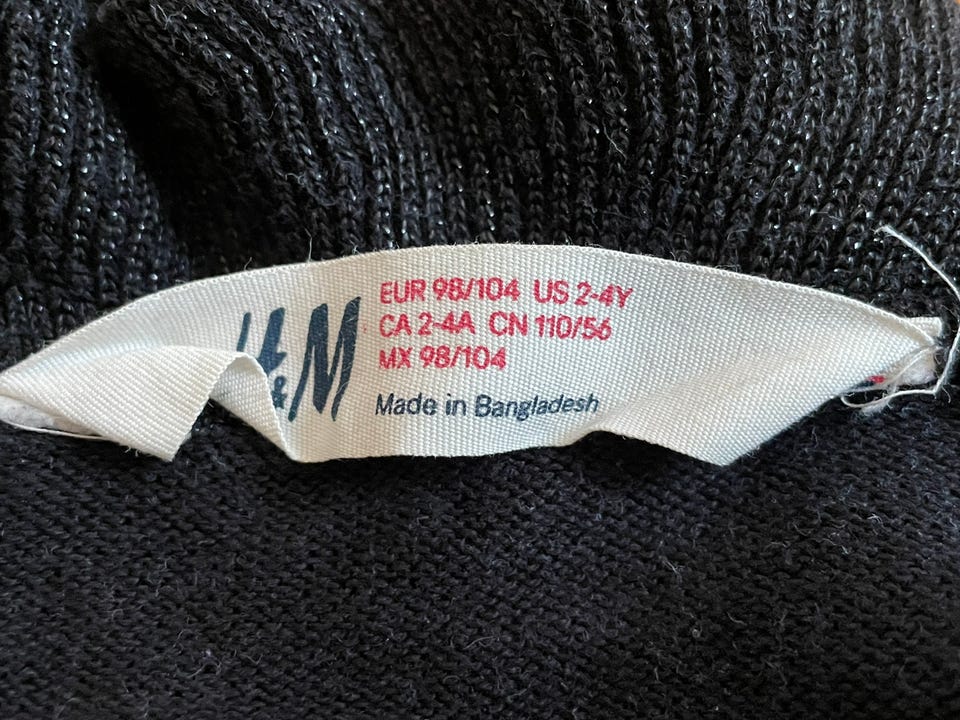 H&M
EUR 98/104 US 2-4Y
CA 2-4A CN 110/56
MX 98/104
Made in Bangladesh